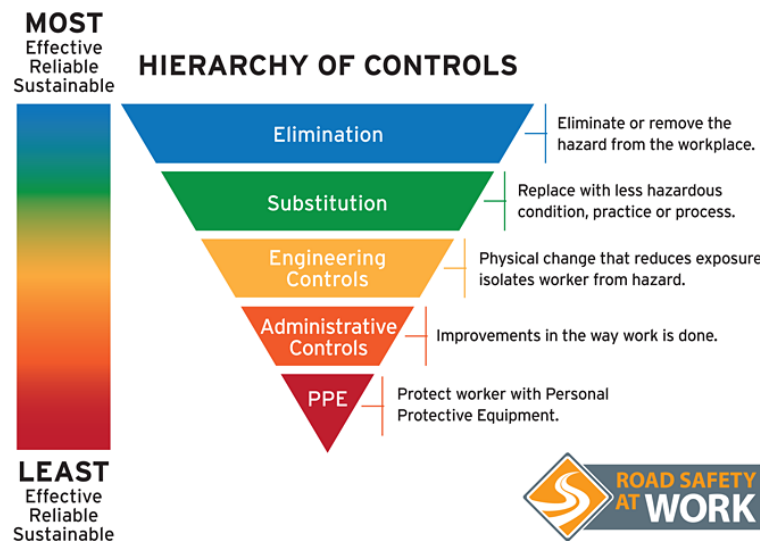 MOST
Effective
Reliable
Sustainable
HIERARCHY OF CONTROLS
Elimination
Eliminate or remove the
hazard from the workplace.
Substitution
Replace with less hazardous
condition, practice or process.
Engineering
Controls
Physical change that reduces exposure
isolates worker from hazard.
Administrative
Controls
Improvements in the way work is done.
PPE
Protect worker with Personal
Protective Equipment.
LEAST
Effective
Reliable
Sustainable
ROAD SAFETY
AT WORK